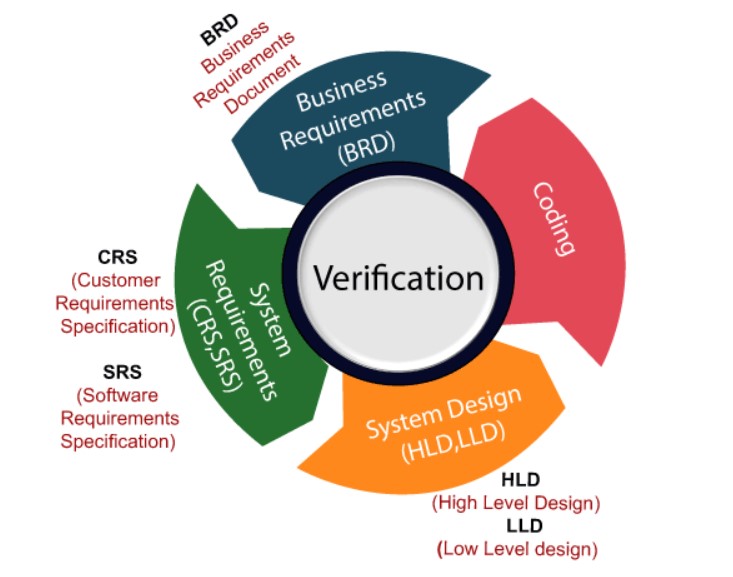 BRD
Business
Requirements
Document
Business
Requirements
(BRD)
Coding
Verification
CRS
(Customer
Requirements
Specification)
System
Requirements
(CRS,SRS)
SRS
(Software
Requirements
Specification)
System Design
(HLD,LLD)
HLD
(High Level Design)
LLD
(Low Level design)